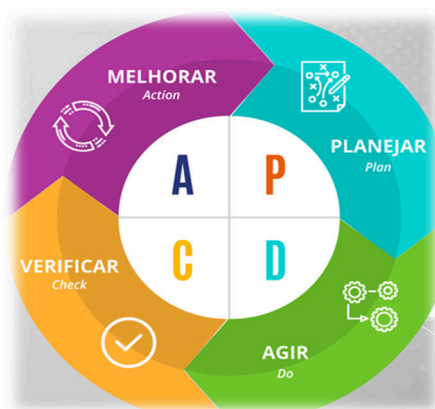 MELHORAR
Action
PLANEJAR
Plan
A
P
C
D
VERIFICAR
Check
AGIR
Do